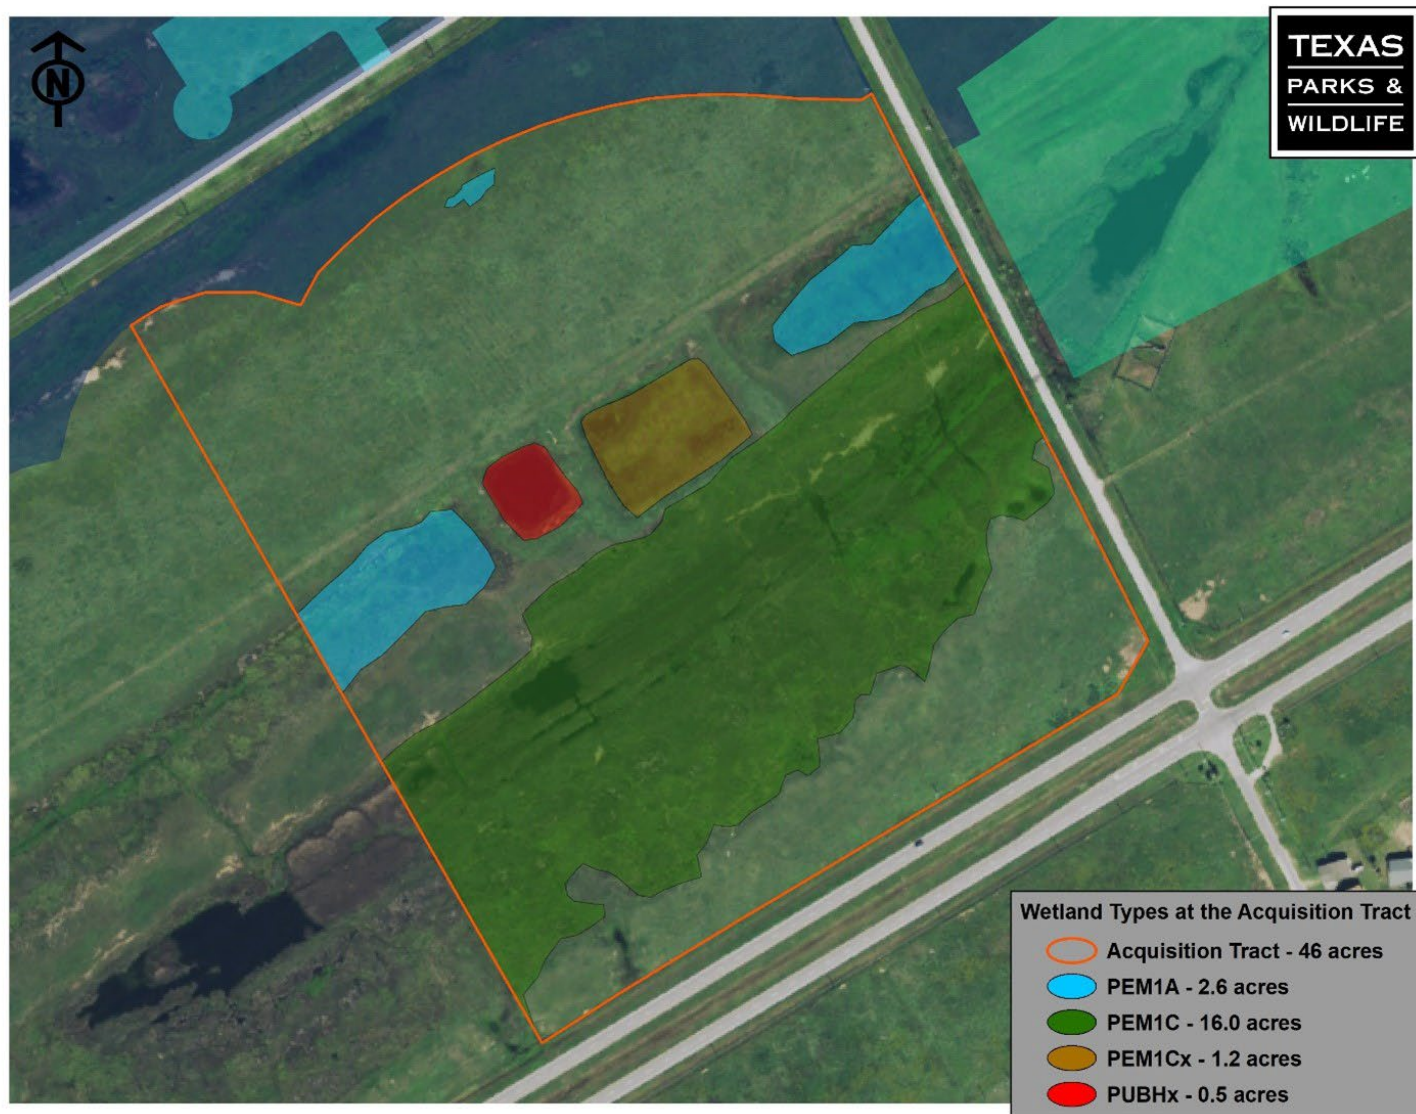 N
TEXAS
PARKS &
WILDLIFE
Wetland Types at the Acquisition Tract
Acquisition Tract - 46 acres
PEM1A - 2.6 acres
PEM1C - 16.0 acres
PEM1Cx - 1.2 acres
PUBHx - 0.5 acres